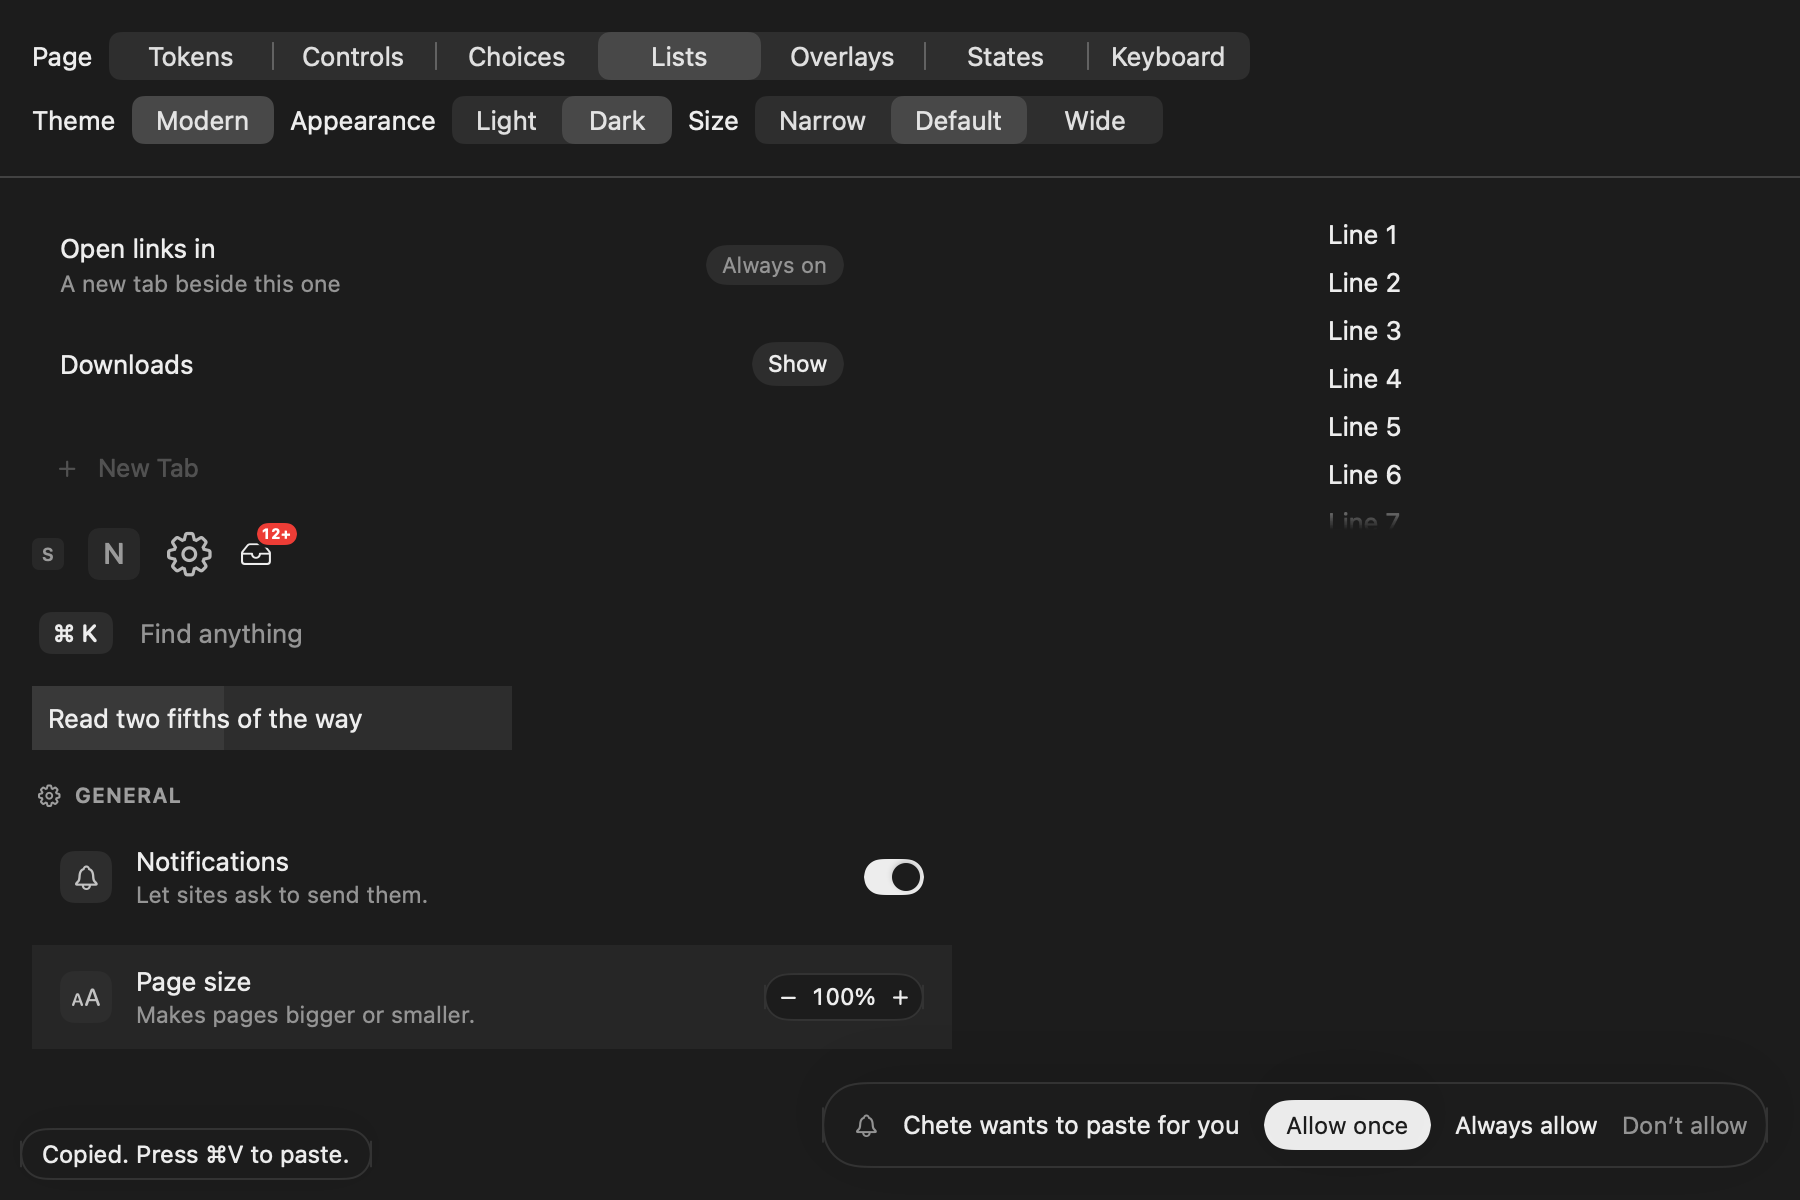 Page Tokens Controls Choices Lists Overlays States Keyboard
Theme Modern Appearance Light Dark Size Narrow Default Wide
Open links in
A new tab beside this one
Always on
Downloads
Show
+ New Tab
S N 12+
⌘ K Find anything
Read two fifths of the way
GENERAL
Notifications
Let sites ask to send them.
AA
Page size
Makes pages bigger or smaller.
− 100% +
Line 1
Line 2
Line 3
Line 4
Line 5
Line 6
Line 7
Chete wants to paste for you Allow once Always allow Don’t allow
Copied. Press ⌘V to paste.